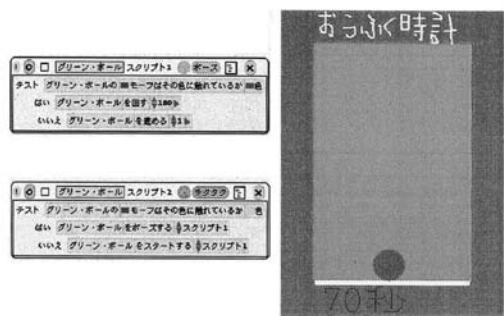 グリーン・ボール スクリプト1 ポーズ
テスト グリーン・ボールの モーフはその色に触れているか 色
はい グリーン・ボール を回す 180
いいえ グリーン・ボール を進める 1
グリーン・ボール スクリプト2 チクタク
テスト グリーン・ボールの モーフはその色に触れているか 色
はい グリーン・ボール をポーズする スクリプト1
いいえ グリーン・ボール をスタートする スクリプト1
おうふく時計
70秒